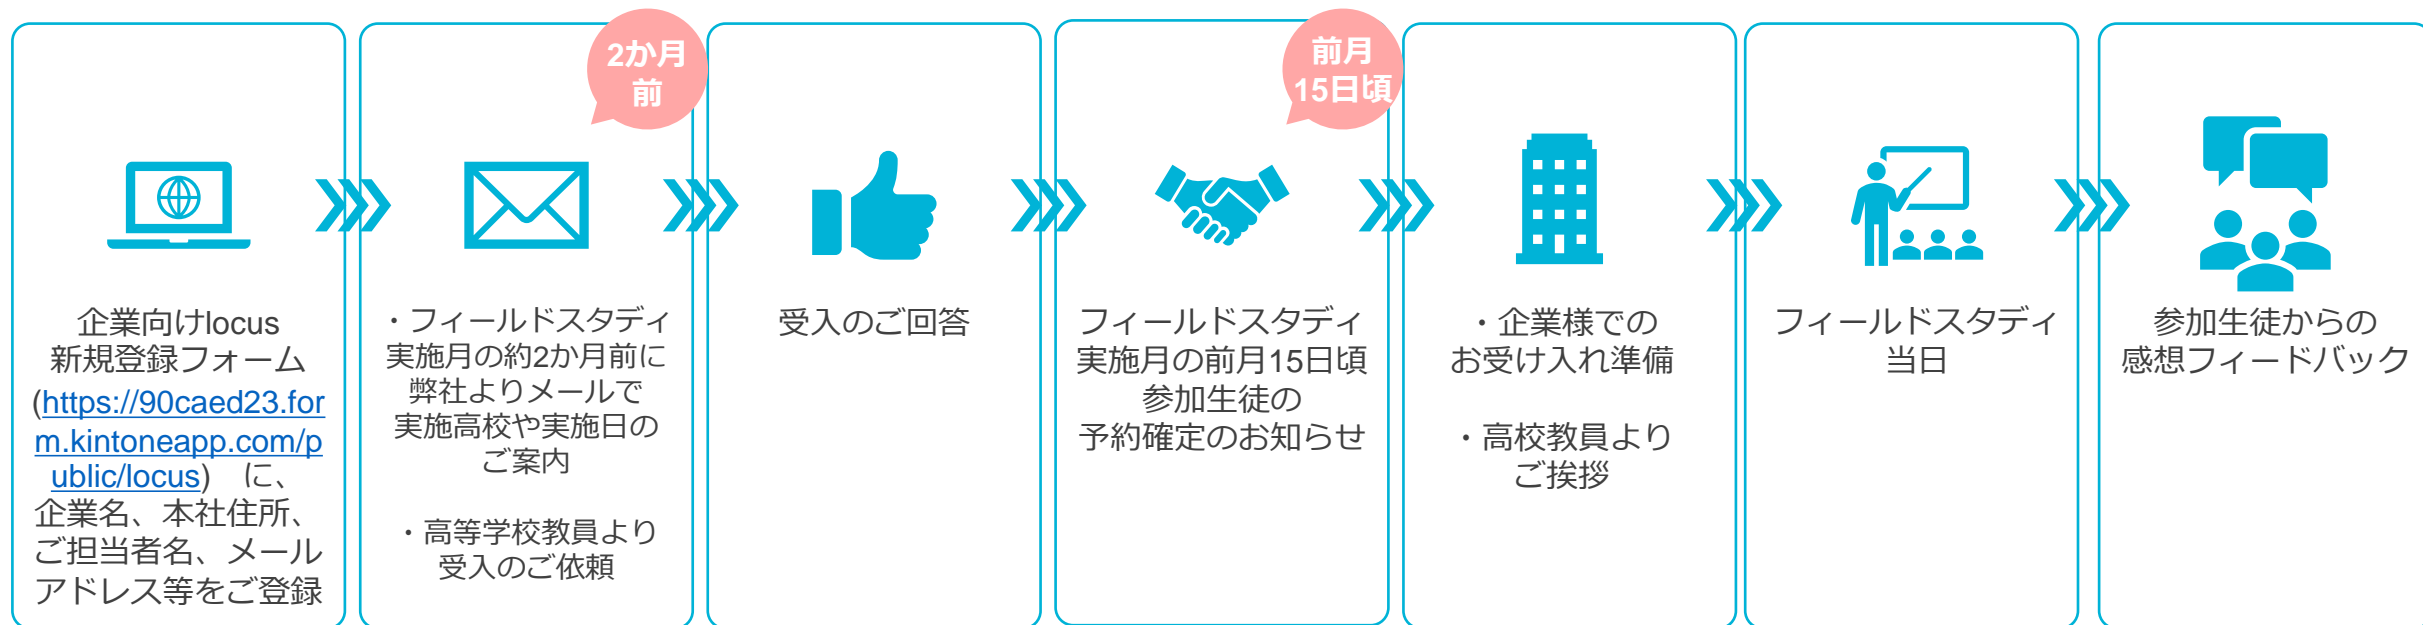 企業向けlocus
新規登録フォーム
(https://90caed23.for
m.kintoneapp.com/p
ublic/locus)　に、
企業名、本社住所、
ご担当者名、メール
アドレス等をご登録
2か月
前
・フィールドスタディ
実施月の約2か月前に
弊社よりメールで
実施高校や実施日の
ご案内
・高等学校教員より
受入のご依頼
受入のご回答
前月
15日頃
フィールドスタディ
実施月の前月15日頃
参加生徒の
予約確定のお知らせ
・企業様での
お受け入れ準備
・高校教員より
ご挨拶
フィールドスタディ
当日
参加生徒からの
感想フィードバック